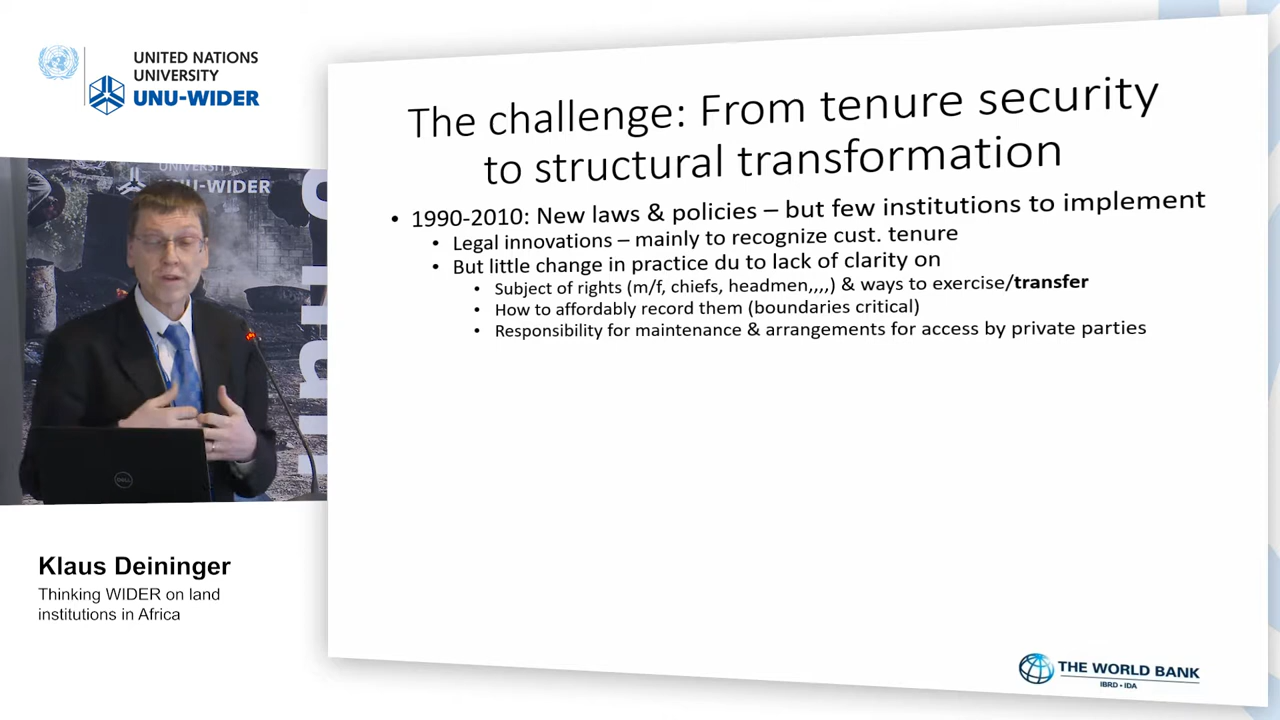 UNITED NATIONS
UNIVERSITY
UNU-WIDER
The challenge: From tenure security
to structural transformation
• 1990-2010: New laws & policies – but few institutions to implement
• Legal innovations – mainly to recognize cust. tenure
• But little change in practice du to lack of clarity on
• Subject of rights (m/f, chiefs, headmen,,,,) & ways to exercise/transfer
• How to affordably record them (boundaries critical)
• Responsibility for maintenance & arrangements for access by private parties
UNU-WIDER
DELL
Klaus Deininger
Thinking WIDER on land
institutions in Africa
THE WORLD BANK
IBRD • IDA